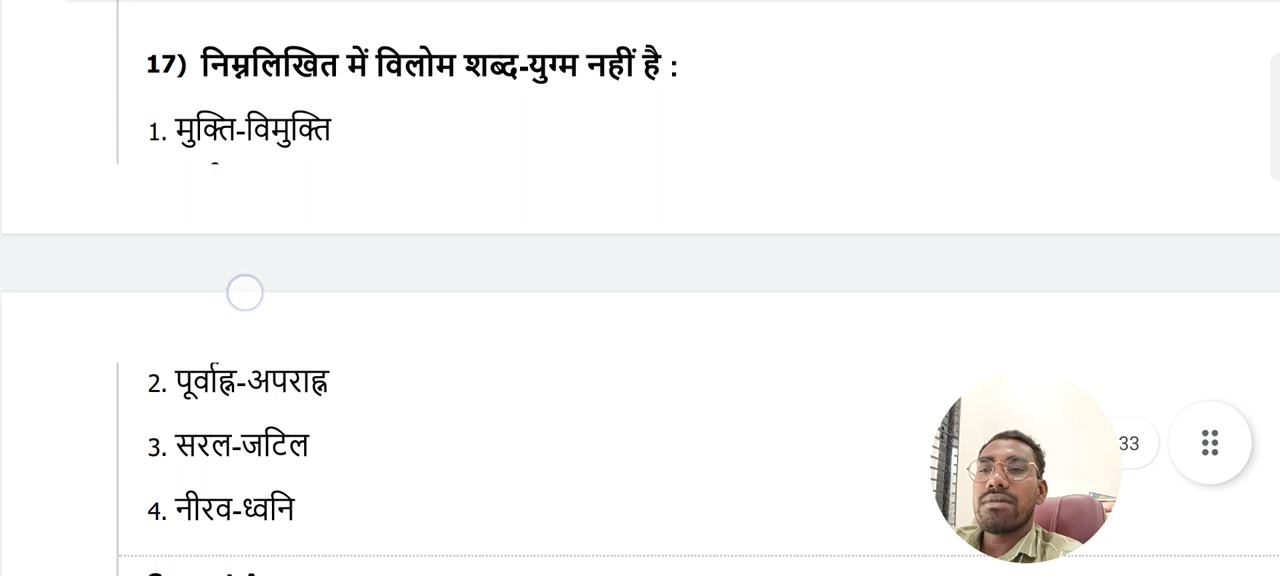 17) निम्नलिखित में विलोम शब्द-युग्म नहीं है :
1. मुक्ति-विमुक्ति
2. पूर्वाह्न-अपराह्न
3. सरल-जटिल
33
4. नीरव-ध्वनि